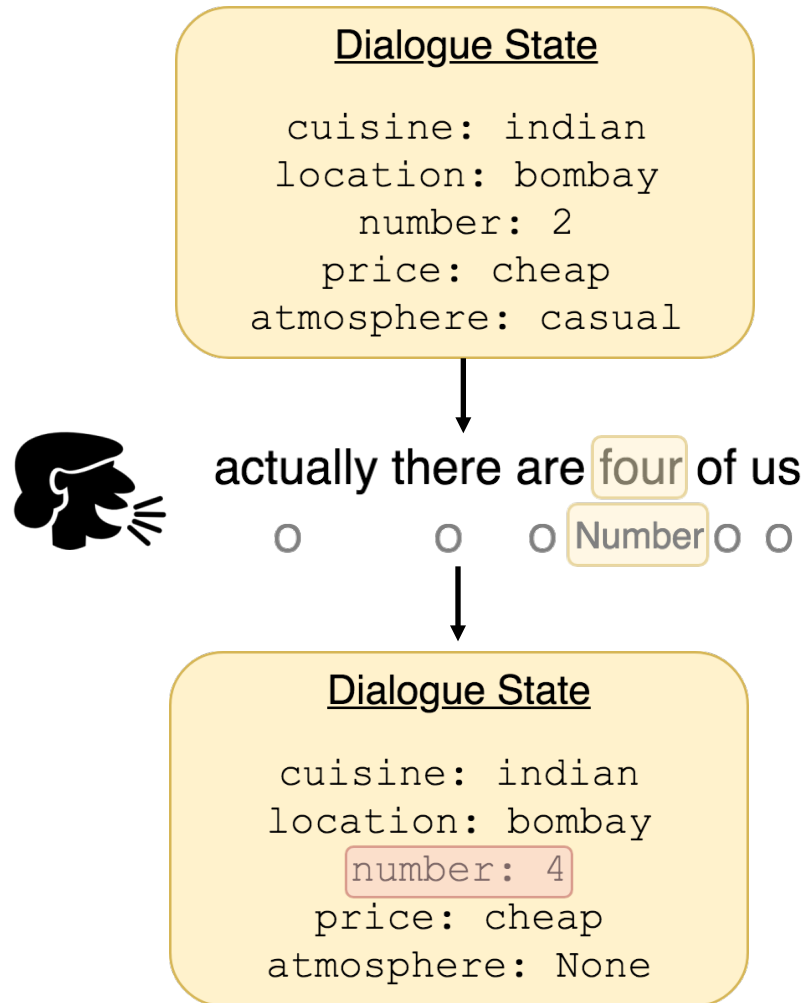 Dialogue State
cuisine: indian
location: bombay
number: 2
price: cheap
atmosphere: casual
actually there are four of us
O O O Number O O
Dialogue State
cuisine: indian
location: bombay
number: 4
price: cheap
atmosphere: None